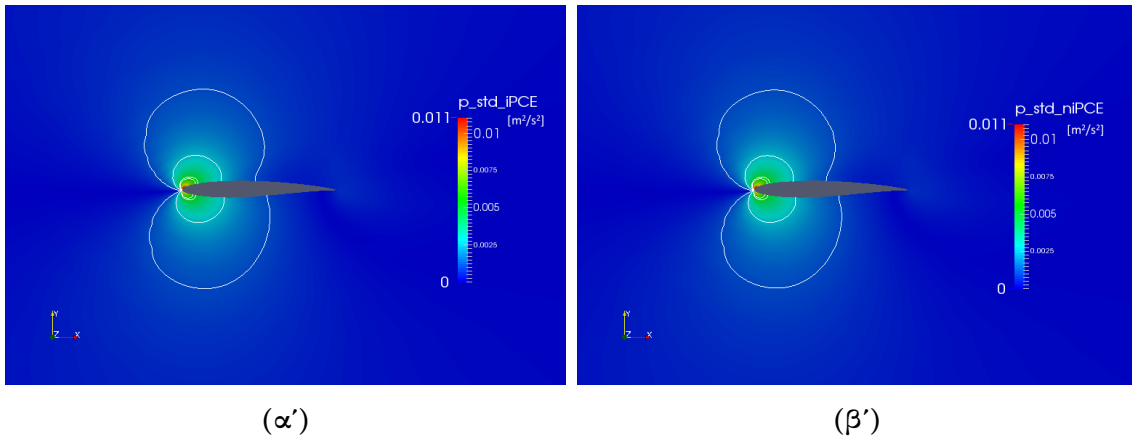 p_std_iPCE
0.011
[m²/s²]
0.01
0.0075
0.005
0.0025
0
Y
Z X
p_std_niPCE
0.011
[m²/s²]
0.01
0.0075
0.005
0.0025
0
Y
Z X
(α′)
(β′)